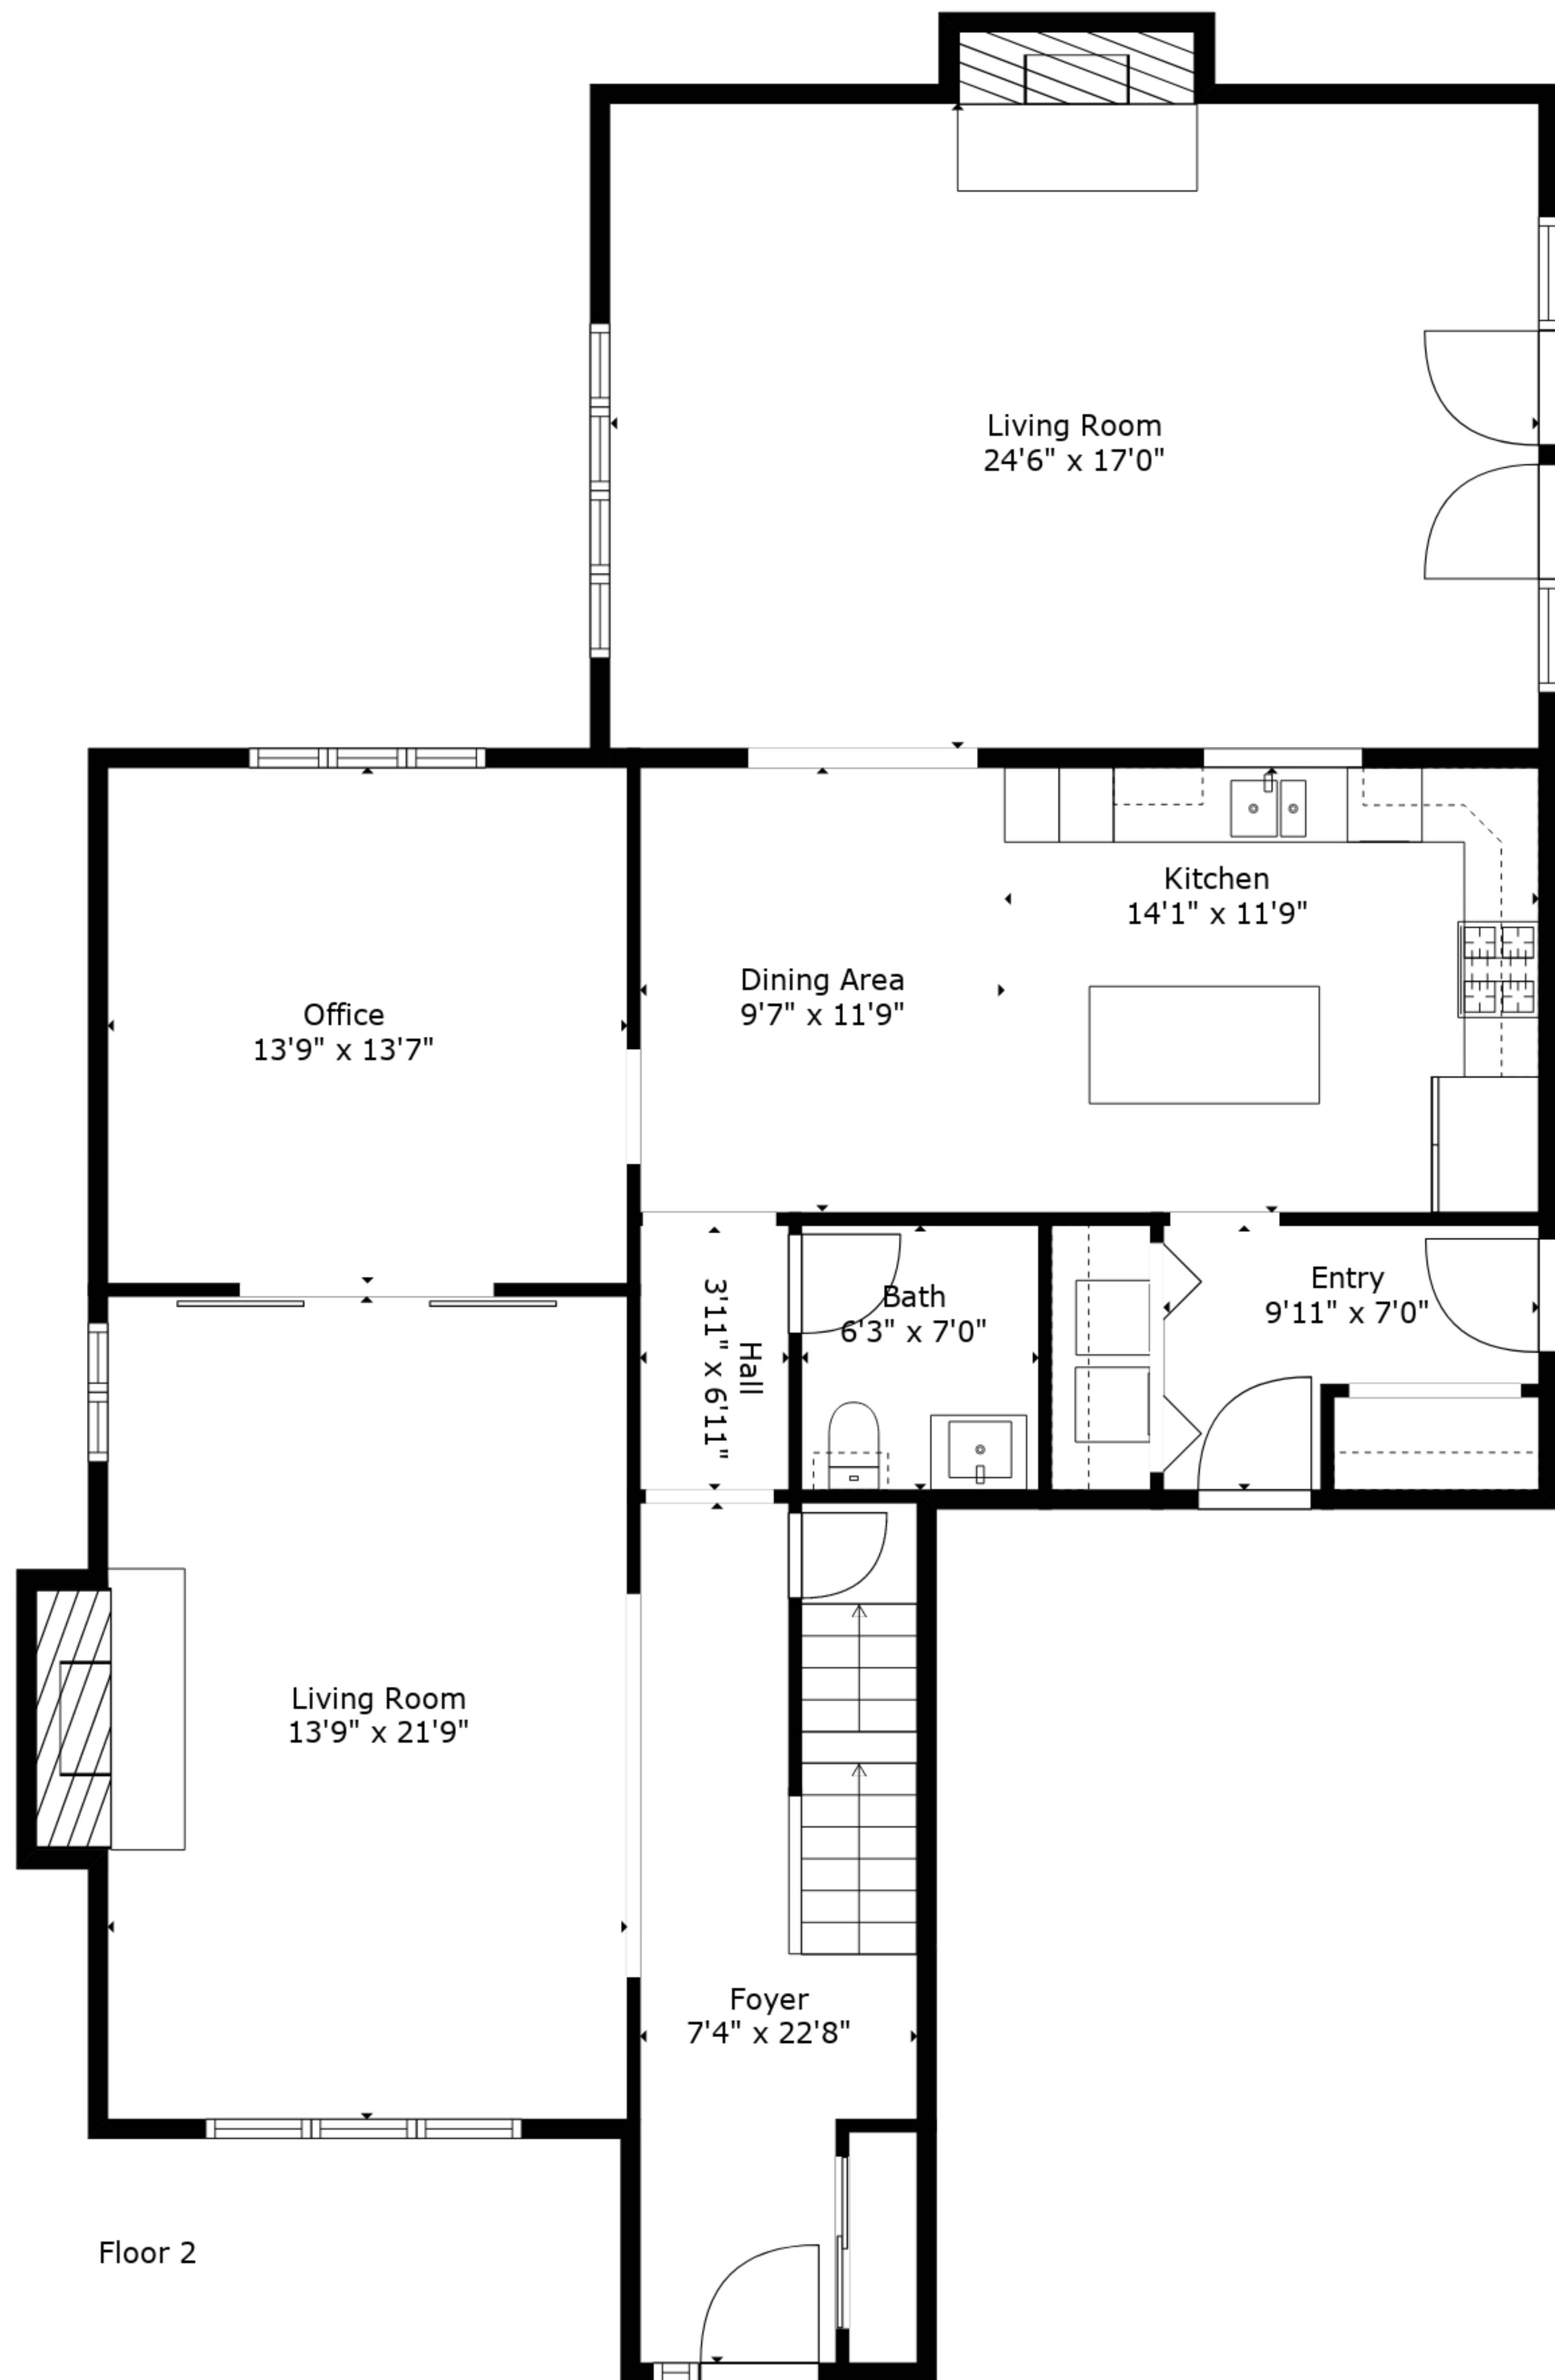 Living Room
24'6" x 17'0"
Kitchen
14'1" x 11'9"
Dining Area
9'7" x 11'9"
Office
13'9" x 13'7"
Entry
9'11" x 7'0"
Bath
6'3" x 7'0"
Hall
3'11" x 6'11"
Living Room
13'9" x 21'9"
Foyer
7'4" x 22'8"
Floor 2